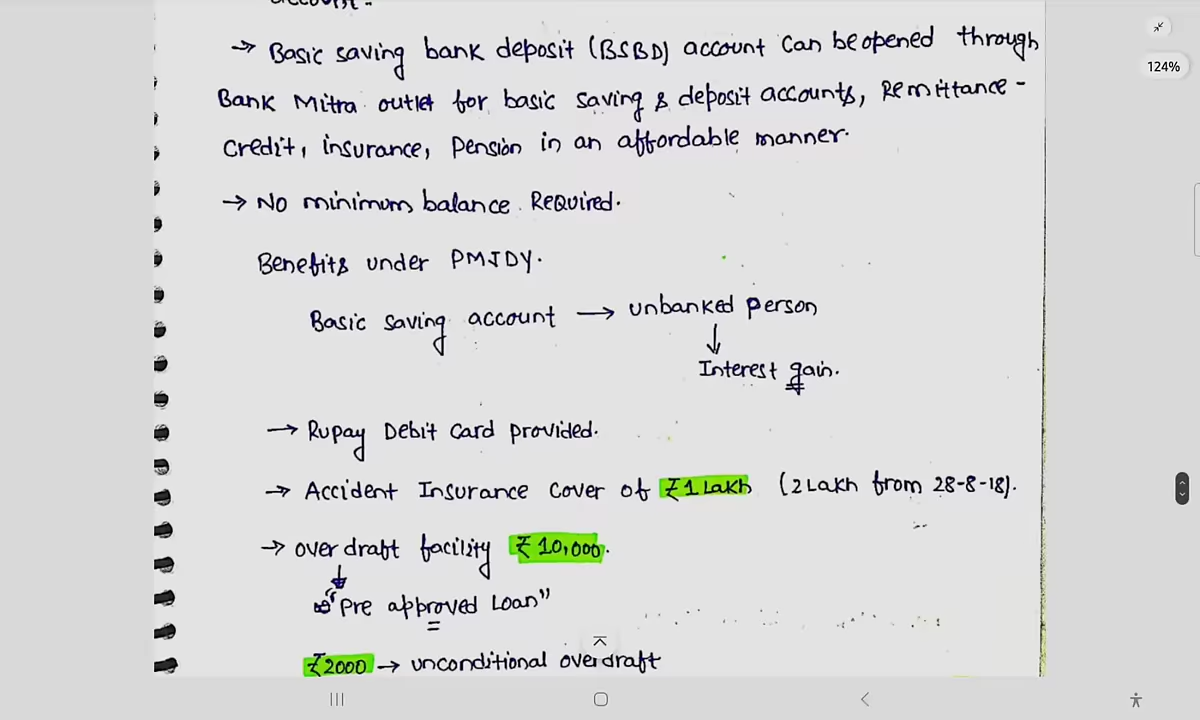 → Basic saving bank deposit (BSBD) account can be opened through
Bank Mitra outlet for basic saving & deposit accounts, Remittance -
credit, insurance, Pension in an affordable manner.
124%
→ No minimum balance Required.
Benefits under PMJDY.
Basic saving account → unbanked person
↓
Interest gain.
→ Rupay Debit Card provided.
→ Accident Insurance cover of ₹1 Lakh (2 Lakh from 28-8-18).
→ over draft facility ₹10,000.
↓
"Pre approved Loan"
₹2000 → unconditional overdraft